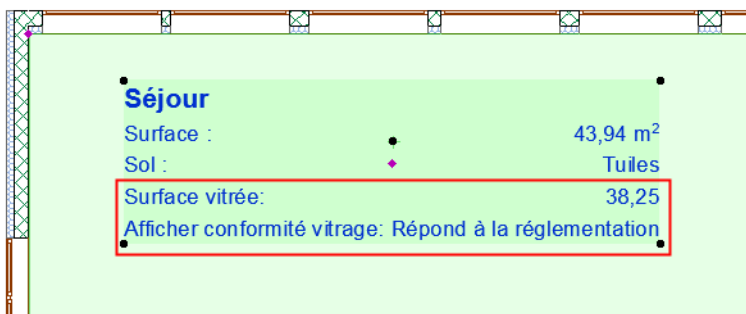 Séjour
Surface : 43,94 m²
Sol : Tuiles
Surface vitrée: 38,25
Afficher conformité vitrage: Répond à la réglementation